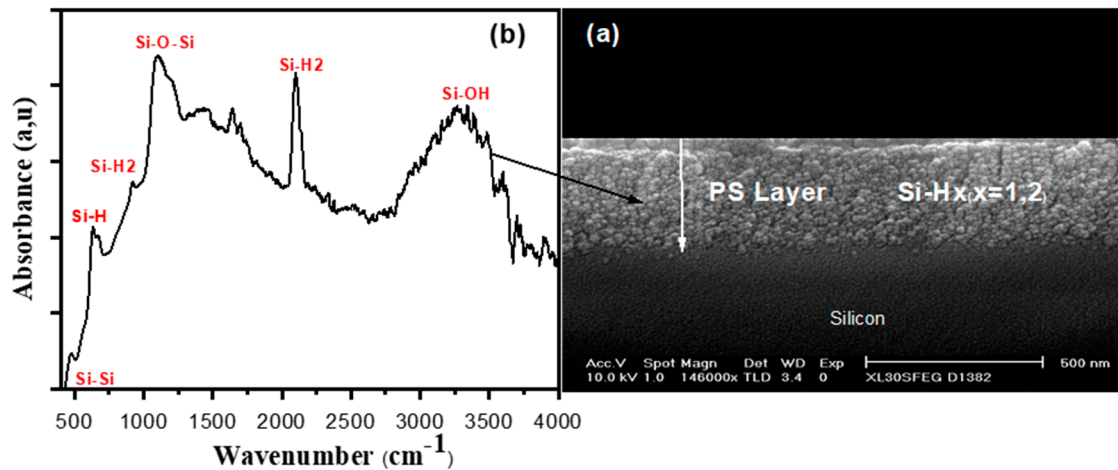 (b)
Si-O-Si
Si-H2
Si-OH
Si-H2
Si-H
Si-Si
Absorbance (a,u)
500 1000 1500 2000 2500 3000 3500 4000
Wavenumber (cm-1)
(a)
PS Layer Si-Hx(x=1,2)
Silicon
Acc.V Spot Magn Det WD Exp 500 nm
10.0 kV 1.0 146000x TLD 3.4 0 XL30SFEG D1382